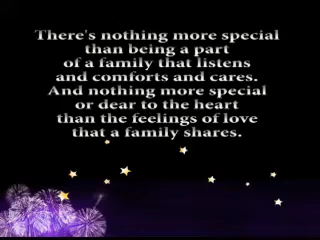 There's nothing more special
than being a part
of a family that listens
and comforts and cares.
And nothing more special
or dear to the heart
than the feelings of love
that a family shares.